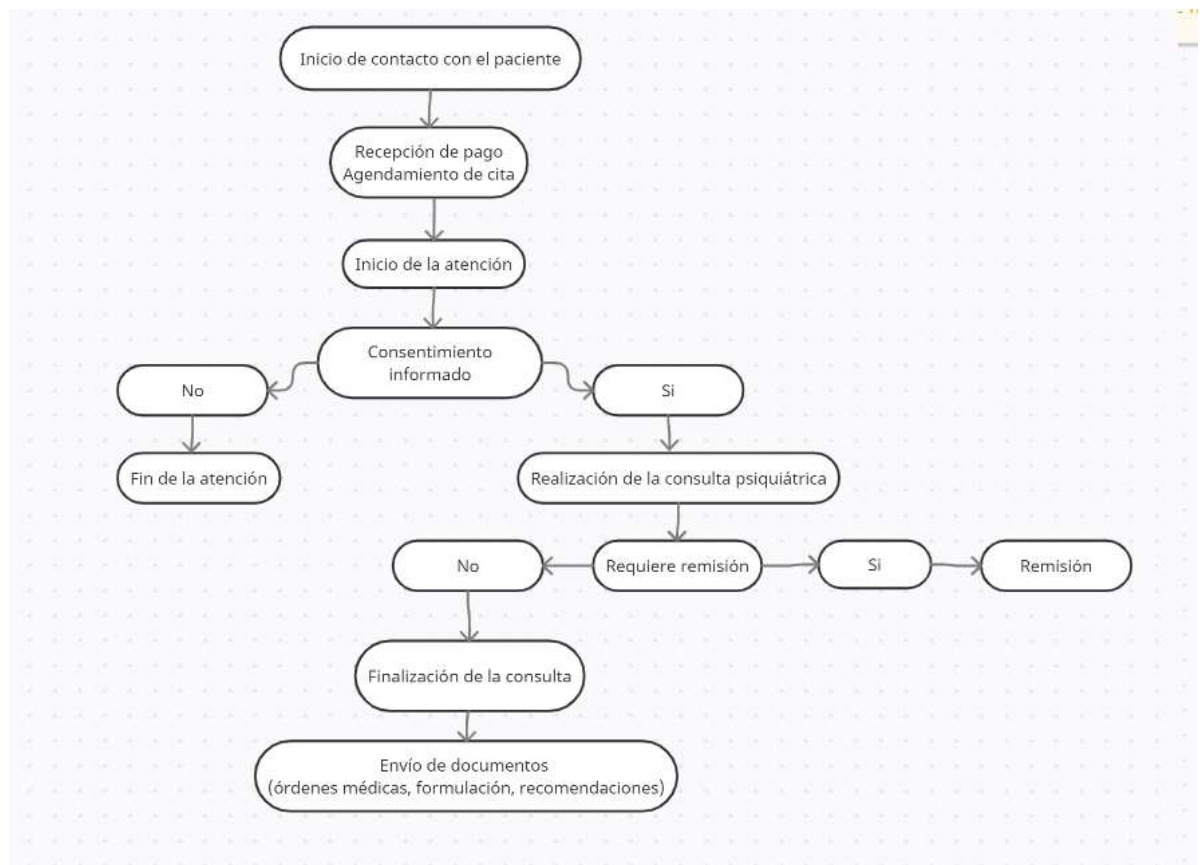 Inicio de contacto con el paciente
Recepción de pago
Agendamiento de cita
Inicio de la atención
Consentimiento
informado
No
Si
Fin de la atención
Realización de la consulta psiquiátrica
No
Requiere remisión
Si
Remisión
Finalización de la consulta
Envío de documentos
(órdenes médicas, formulación, recomendaciones)